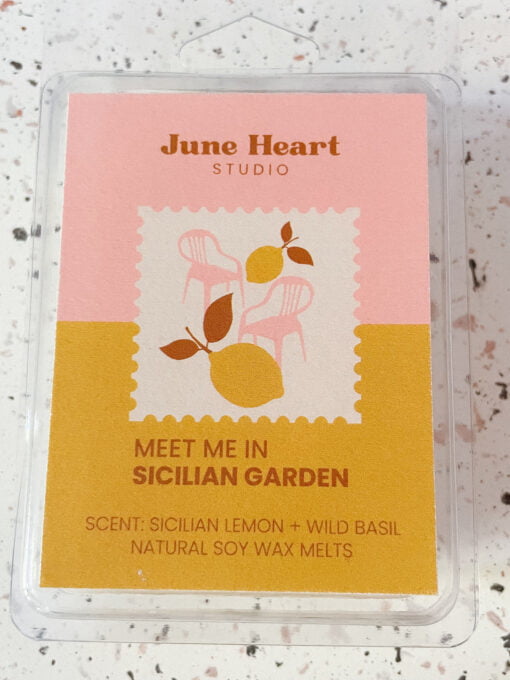 June Heart
STUDIO
MEET ME IN
SICILIAN GARDEN
SCENT: SICILIAN LEMON + WILD BASIL
NATURAL SOY WAX MELTS